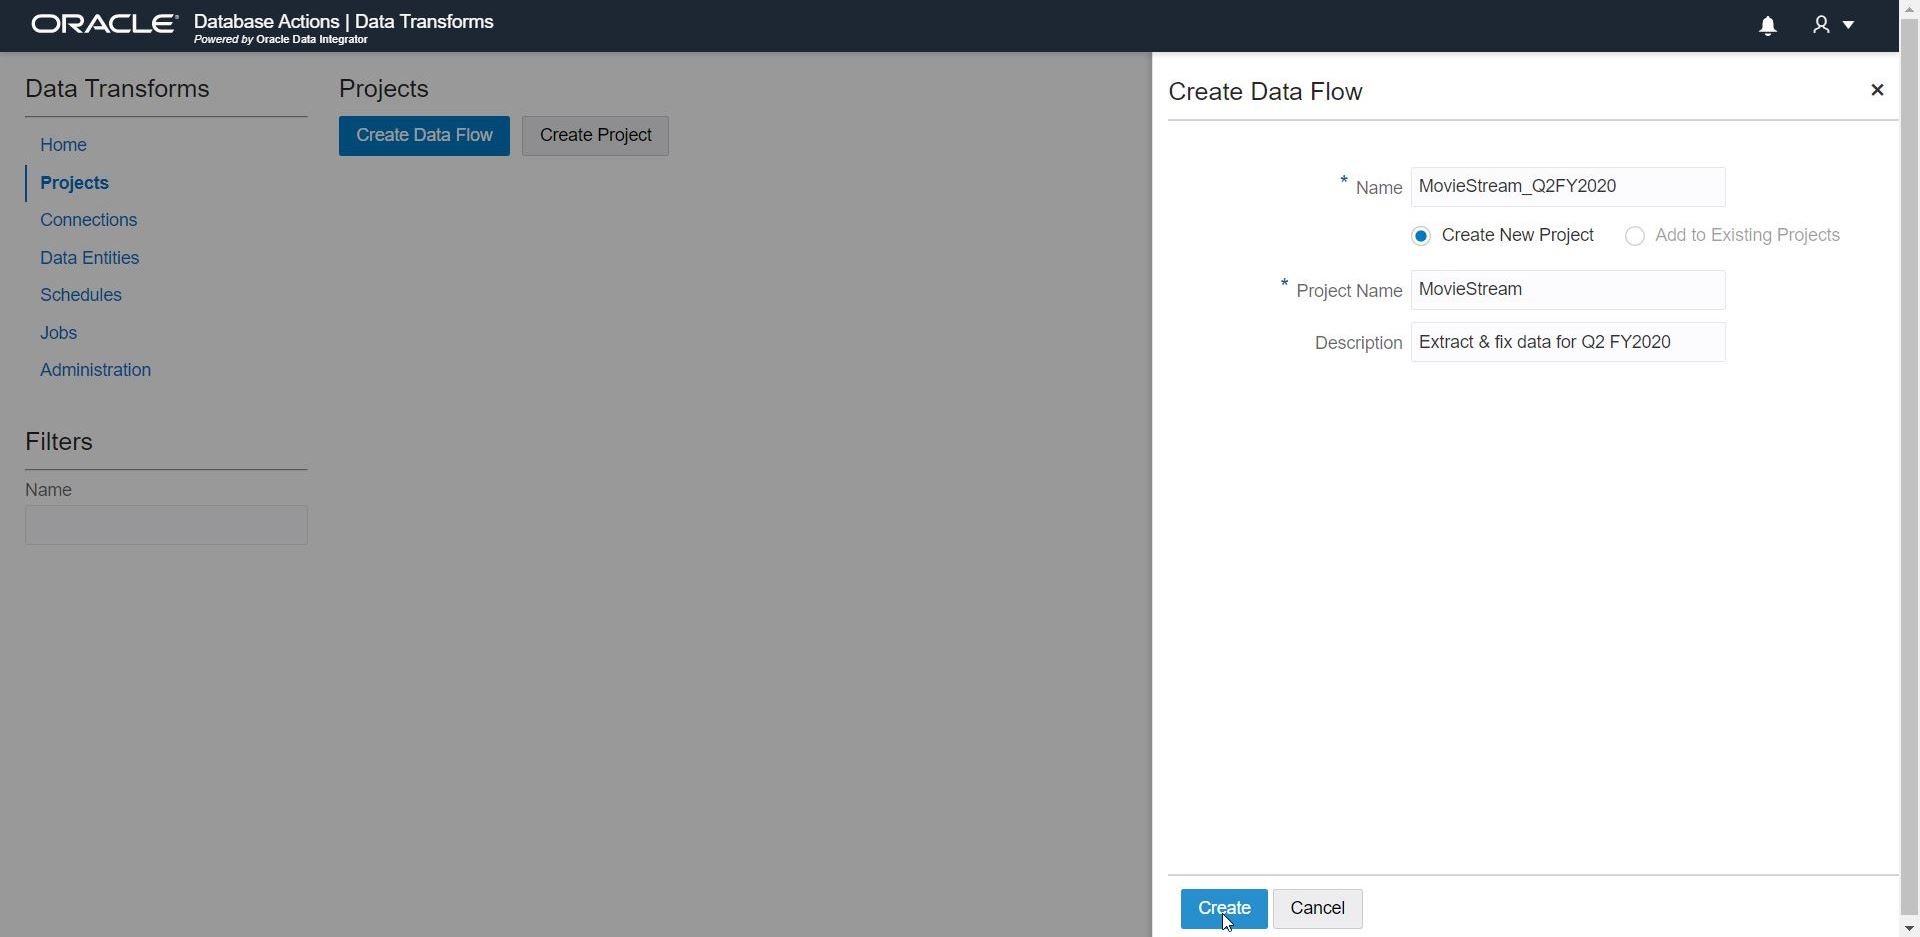 ORACLE Database Actions | Data Transforms
Powered by Oracle Data Integrator
Data Transforms
Home
Projects
Connections
Data Entities
Schedules
Jobs
Administration
Filters
Name
Projects
Create Data Flow Create Project
Create Data Flow
* Name MovieStream_Q2FY2020
Create New Project Add to Existing Projects
* Project Name MovieStream
Description Extract & fix data for Q2 FY2020
Create Cancel